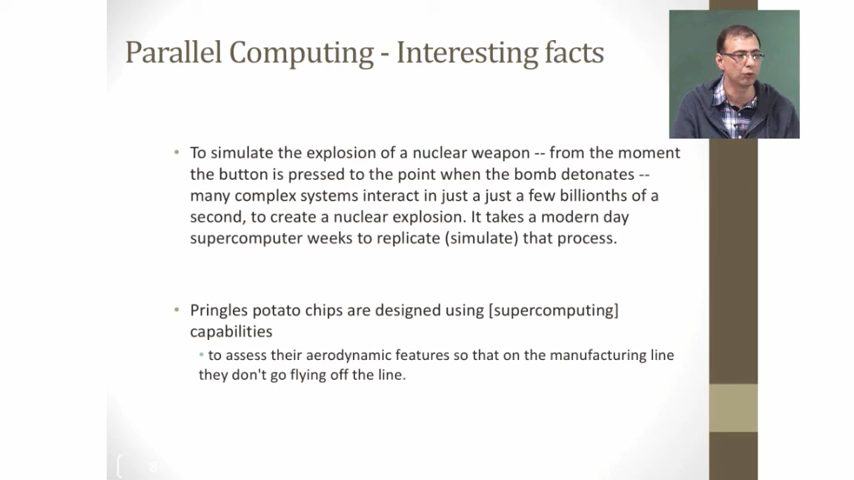 Parallel Computing - Interesting facts
• To simulate the explosion of a nuclear weapon -- from the moment
the button is pressed to the point when the bomb detonates --
many complex systems interact in just a just a few billionths of a
second, to create a nuclear explosion. It takes a modern day
supercomputer weeks to replicate (simulate) that process.
• Pringles potato chips are designed using [supercomputing]
capabilities
• to assess their aerodynamic features so that on the manufacturing line
they don't go flying off the line.
8